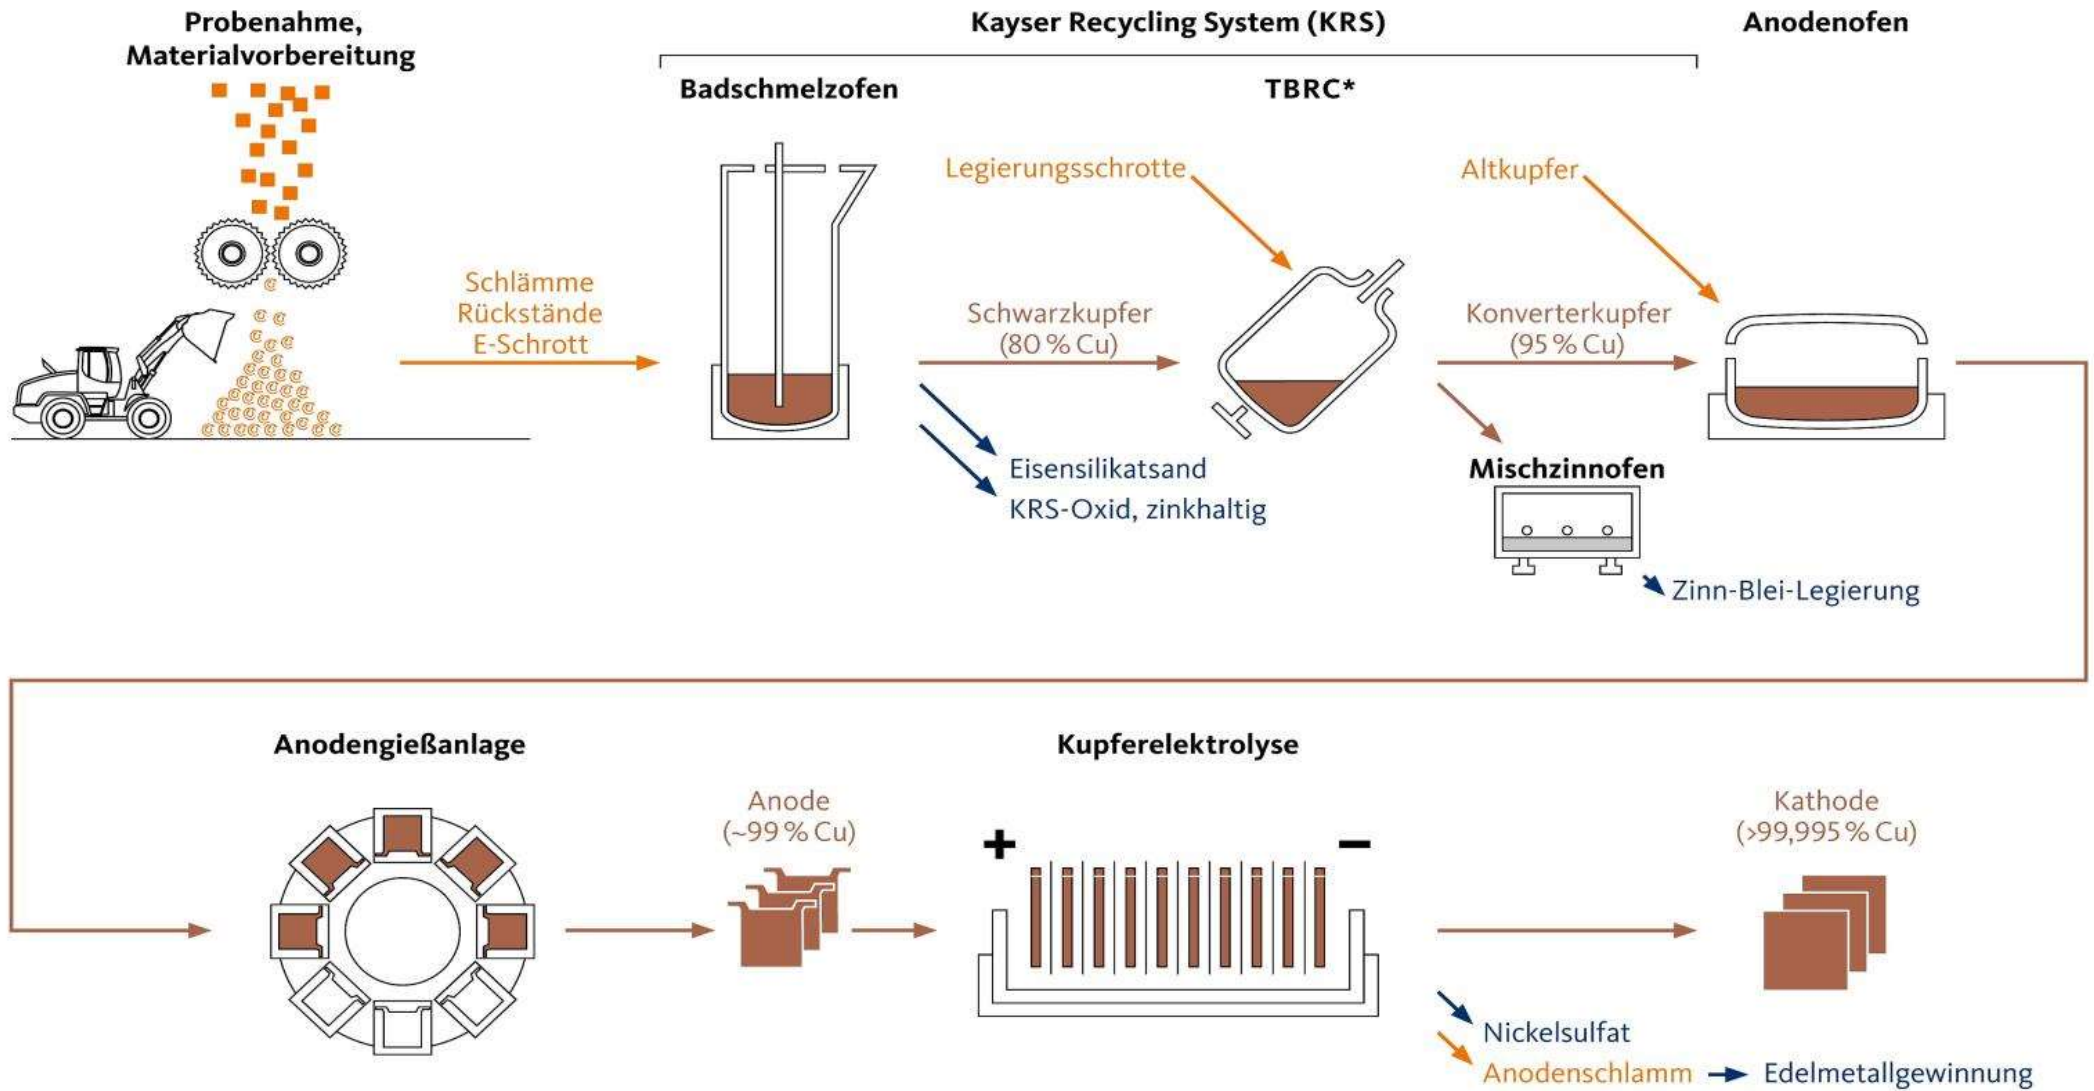 Probenahme,
Materialvorbereitung
Kayser Recycling System (KRS)
Anodenofen
Badschmelzofen
TBRC*
Legierungsschrotte
Altkupfer
Schlämme
Rückstände
E-Schrott
Schwarzkupfer
(80 % Cu)
Konverterkupfer
(95 % Cu)
Eisensilikatsand
KRS-Oxid, zinkhaltig
Mischzinnofen
Zinn-Blei-Legierung
Anodengießanlage
Kupferelektrolyse
Anode
(~99 % Cu)
+
–
Kathode
(>99,995 % Cu)
Nickelsulfat
Anodenschlamm
Edelmetallgewinnung